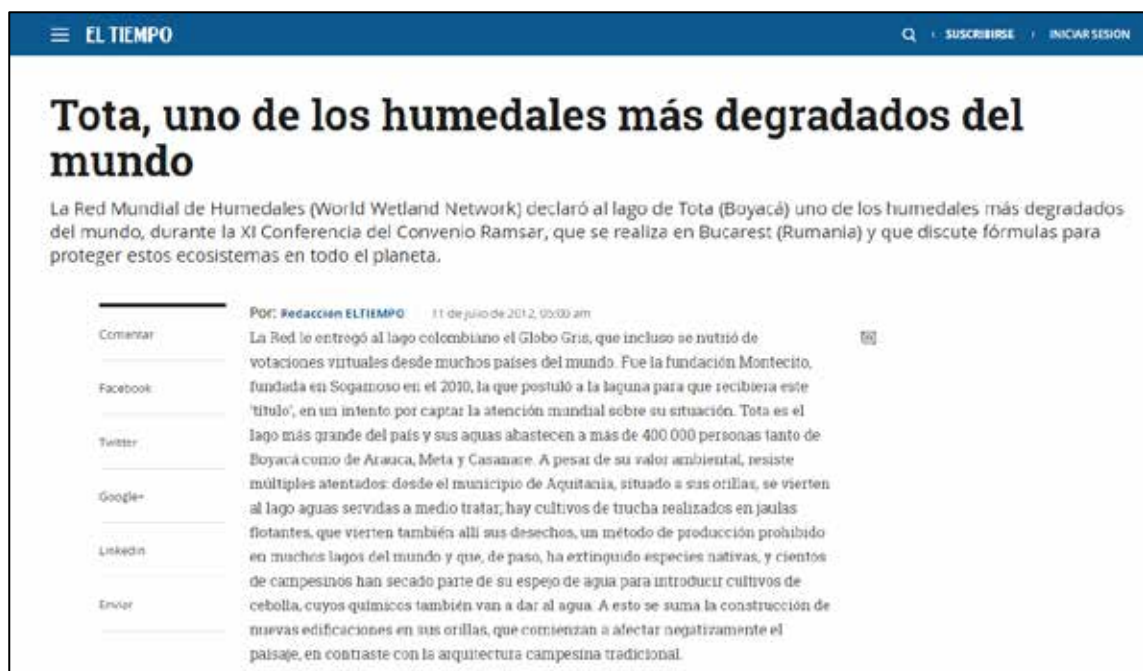 EL TIEMPO
SUSCRIBIRSE
INICIAR SESION
Tota, uno de los humedales más degradados del
mundo
La Red Mundial de Humedales (World Wetland Network) declaró al lago de Tota (Boyacá) uno de los humedales más degradados
del mundo, durante la XI Conferencia del Convenio Ramsar, que se realiza en Bucarest (Rumania) y que discute fórmulas para
proteger estos ecosistemas en todo el planeta.
Comentar
Facebook
Twitter
Google+
Linkedin
Enviar
Por: Redaccion ELTIEMPO 11 de julio de 2012, 05:00 am
La Red le entregó al lago colombiano el Globo Gris, que incluso se nutrió de
votaciones virtuales desde muchos países del mundo. Fue la fundación Montecito,
fundada en Sogamoso en el 2010, la que postuló a la laguna para que recibiera este
'título', en un intento por captar la atención mundial sobre su situación. Tota es el
lago más grande del país y sus aguas abastecen a más de 400.000 personas tanto de
Boyacá como de Arauca, Meta y Casanare. A pesar de su valor ambiental, resiste
múltiples atentados: desde el municipio de Aquitania, situado a sus orillas, se vierten
al lago aguas servidas a medio tratar; hay cultivos de trucha realizados en jaulas
flotantes, que vierten también allí sus desechos, un método de producción prohibido
en muchos lagos del mundo y que, de paso, ha extinguido especies nativas, y cientos
de campesinos han secado parte de su espejo de agua para introducir cultivos de
cebolla, cuyos químicos también van a dar al agua. A esto se suma la construcción de
nuevas edificaciones en sus orillas, que comienzan a afectar negativamente el
paisaje, en contraste con la arquitectura campesina tradicional.